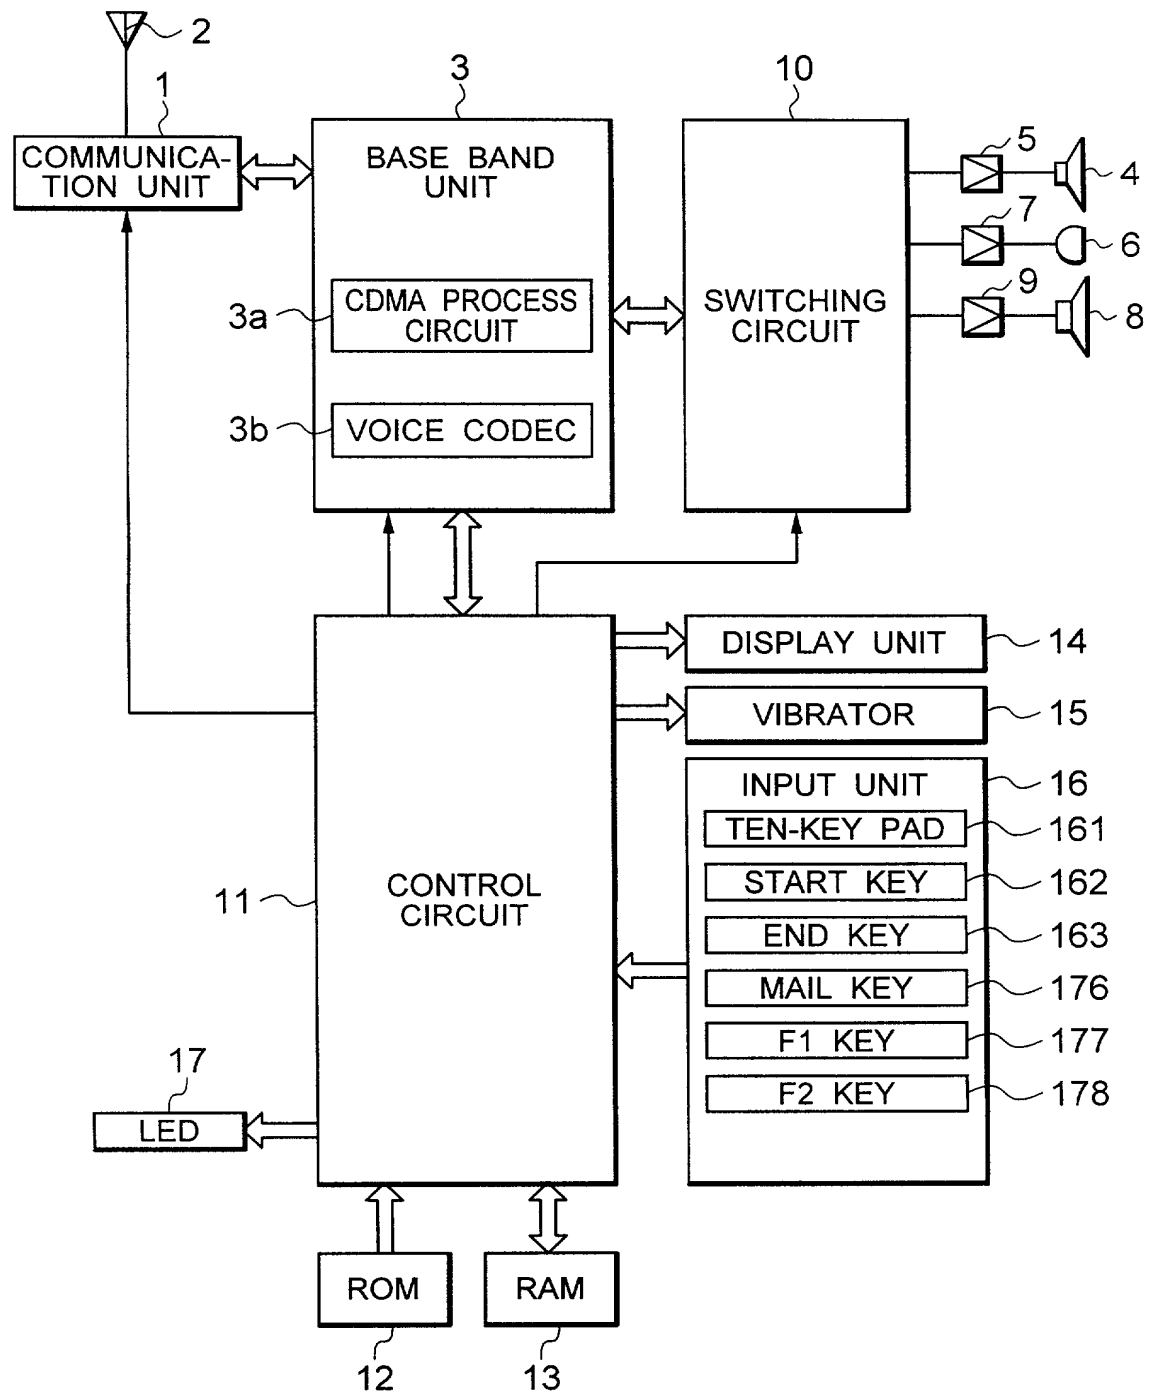 2
1
3
10
COMMUNICA-
TION UNIT
BASE BAND
UNIT
5
4
7
6
9
8
3a
CDMA PROCESS
CIRCUIT
SWITCHING
CIRCUIT
3b
VOICE CODEC
DISPLAY UNIT
14
VIBRATOR
15
INPUT UNIT
16
TEN-KEY PAD
161
START KEY
162
11
CONTROL
CIRCUIT
END KEY
163
MAIL KEY
176
F1 KEY
177
F2 KEY
178
17
LED
ROM
RAM
12
13